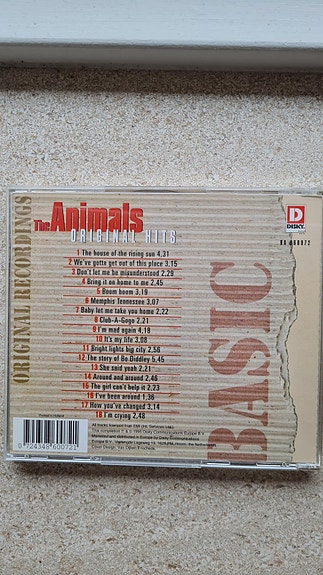 ORIGINAL RECORDINGS
The Animals
ORIGINAL HITS
D
DISKY
BASIC
1 The house of the rising sun 4,31
2 We've gotta get out of this place 3,15
3 Don't let me be misunderstood 2,29
4 Bring it on home to me 2,45
5 Boom boom 3,19
6 Memphis Tennessee 3,07
7 Baby let me take you home 2,22
8 Club-A-Gogo 2,21
9 I'm mad again 4,18
10 It's my life 3,08
11 Bright lights big city 2,56
12 The story of Bo Diddley 5,45
13 She said yeah 2,21
14 Around and around 2,46
15 The girl can't help it 2,23
16 I've been around 1,36
17 How you've changed 3,14
18 I'm crying 2,48
0 724348 600721